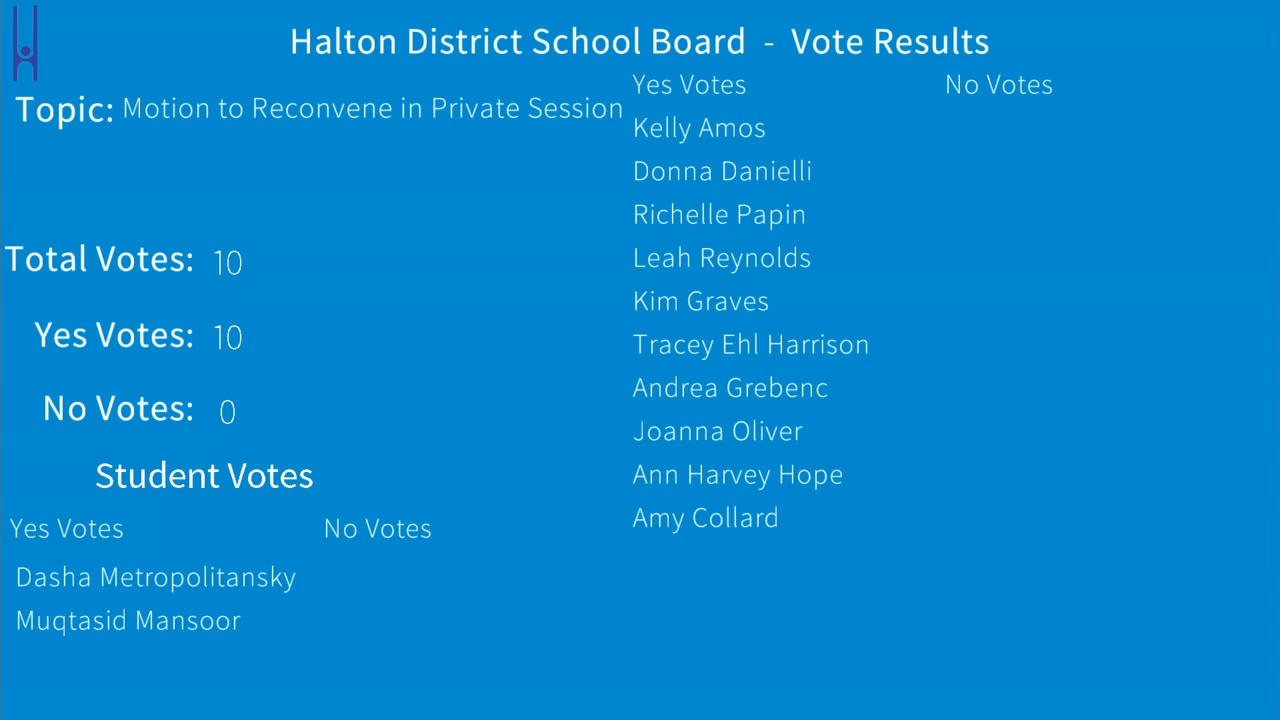 Halton District School Board - Vote Results
Topic: Motion to Reconvene in Private Session
Total Votes: 10
Yes Votes: 10
No Votes: 0
Student Votes
Yes Votes No Votes
Dasha Metropolitansky
Muqtasid Mansoor
Yes Votes No Votes
Kelly Amos
Donna Danielli
Richelle Papin
Leah Reynolds
Kim Graves
Tracey Ehl Harrison
Andrea Grebenc
Joanna Oliver
Ann Harvey Hope
Amy Collard